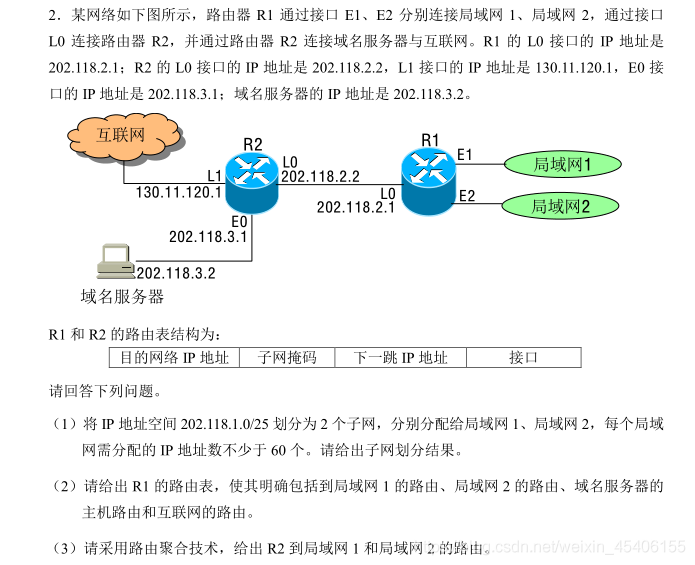 2．某网络如下图所示，路由器 R1 通过接口 E1、E2 分别连接局域网 1、局域网 2，通过接口
L0 连接路由器 R2，并通过路由器 R2 连接域名服务器与互联网。R1 的 L0 接口的 IP 地址是
202.118.2.1；R2 的 L0 接口的 IP 地址是 202.118.2.2，L1 接口的 IP 地址是 130.11.120.1，E0 接
口的 IP 地址是 202.118.3.1；域名服务器的 IP 地址是 202.118.3.2。
互联网
R2
R1
L0
202.118.2.2
E1
局域网1
L1
130.11.120.1
L0
202.118.2.1
E2
局域网2
E0
202.118.3.1
202.118.3.2
域名服务器
R1 和 R2 的路由表结构为：
目的网络 IP 地址 子网掩码 下一跳 IP 地址 接口
请回答下列问题。
（1）将 IP 地址空间 202.118.1.0/25 划分为 2 个子网，分别分配给局域网 1、局域网 2，每个局域
网需分配的 IP 地址数不少于 60 个。请给出子网划分结果。
（2）请给出 R1 的路由表，使其明确包括到局域网 1 的路由、局域网 2 的路由、域名服务器的
主机路由和互联网的路由。
（3）请采用路由聚合技术，给出 R2 到局域网 1 和局域网 2 的路由。
csdn.net/weixin_45406155